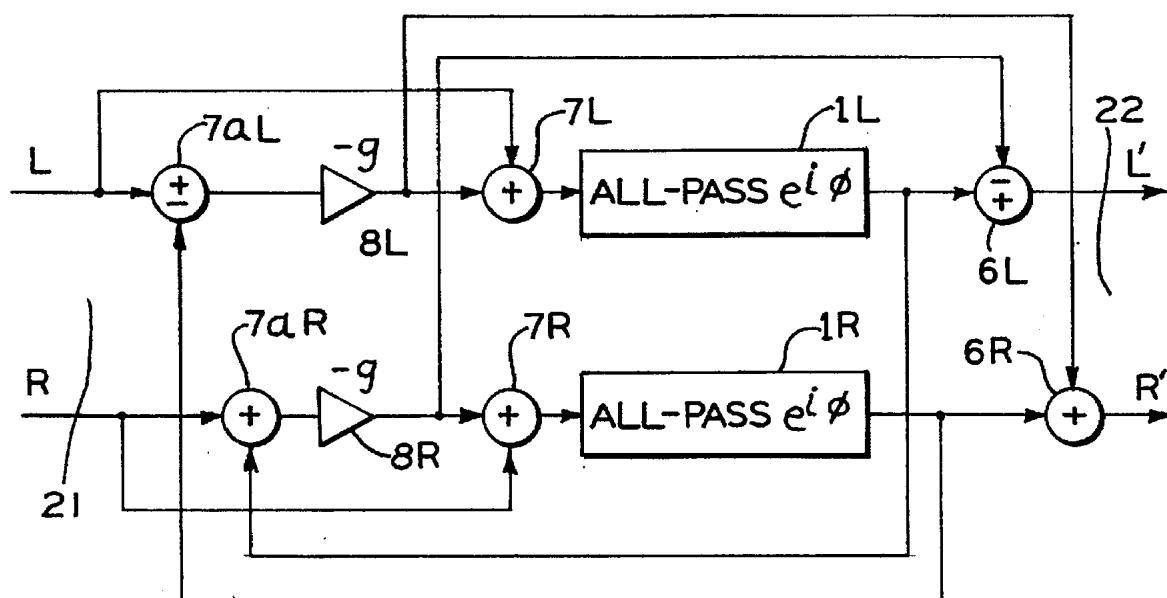 7aL
-g
7L
1L
22
L
+
−
+
ALL-PASS e^iφ
−
+
L'
8L
6L
7aR
-g
7R
1R
6R
R
+
+
ALL-PASS e^iφ
+
R'
8R
21